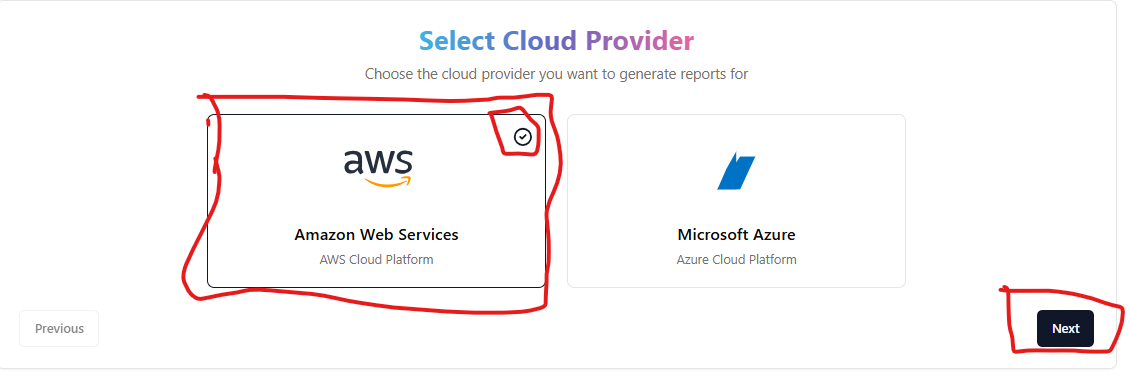 Select Cloud Provider
Choose the cloud provider you want to generate reports for
aws
Amazon Web Services
AWS Cloud Platform
Microsoft Azure
Azure Cloud Platform
Previous
Next